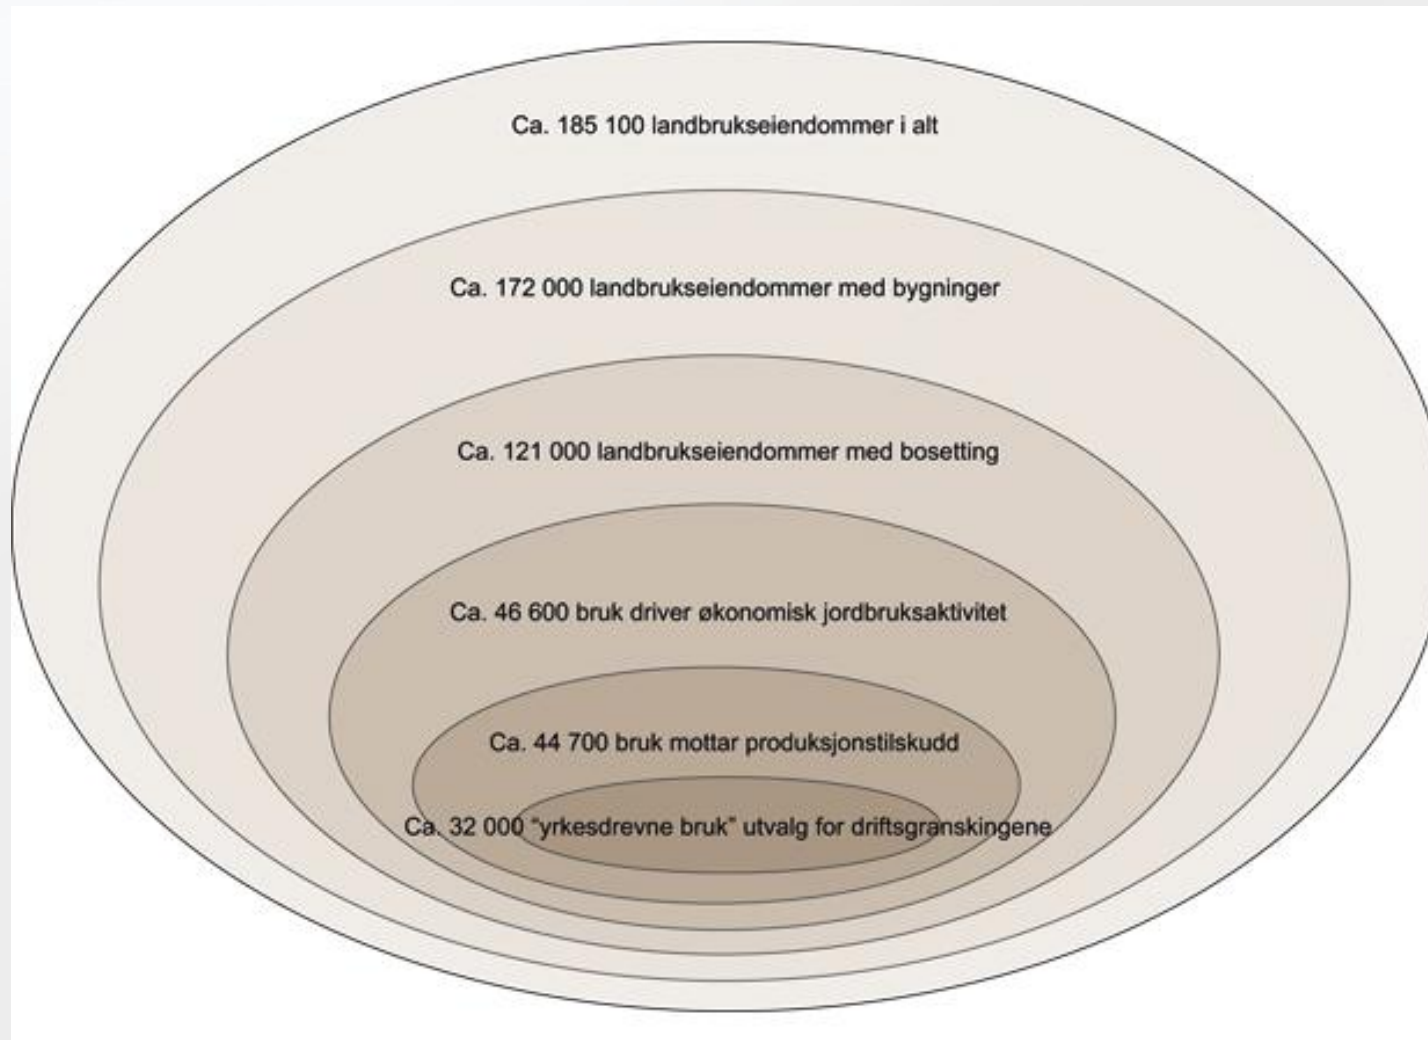 Ca. 185 100 landbrukseiendommer i alt
Ca. 172 000 landbrukseiendommer med bygninger
Ca. 121 000 landbrukseiendommer med bosetting
Ca. 46 600 bruk driver økonomisk jordbruksaktivitet
Ca. 44 700 bruk mottar produksjonstilskudd
Ca. 32 000 “yrkesdrevne bruk” utvalg for driftsgranskingene